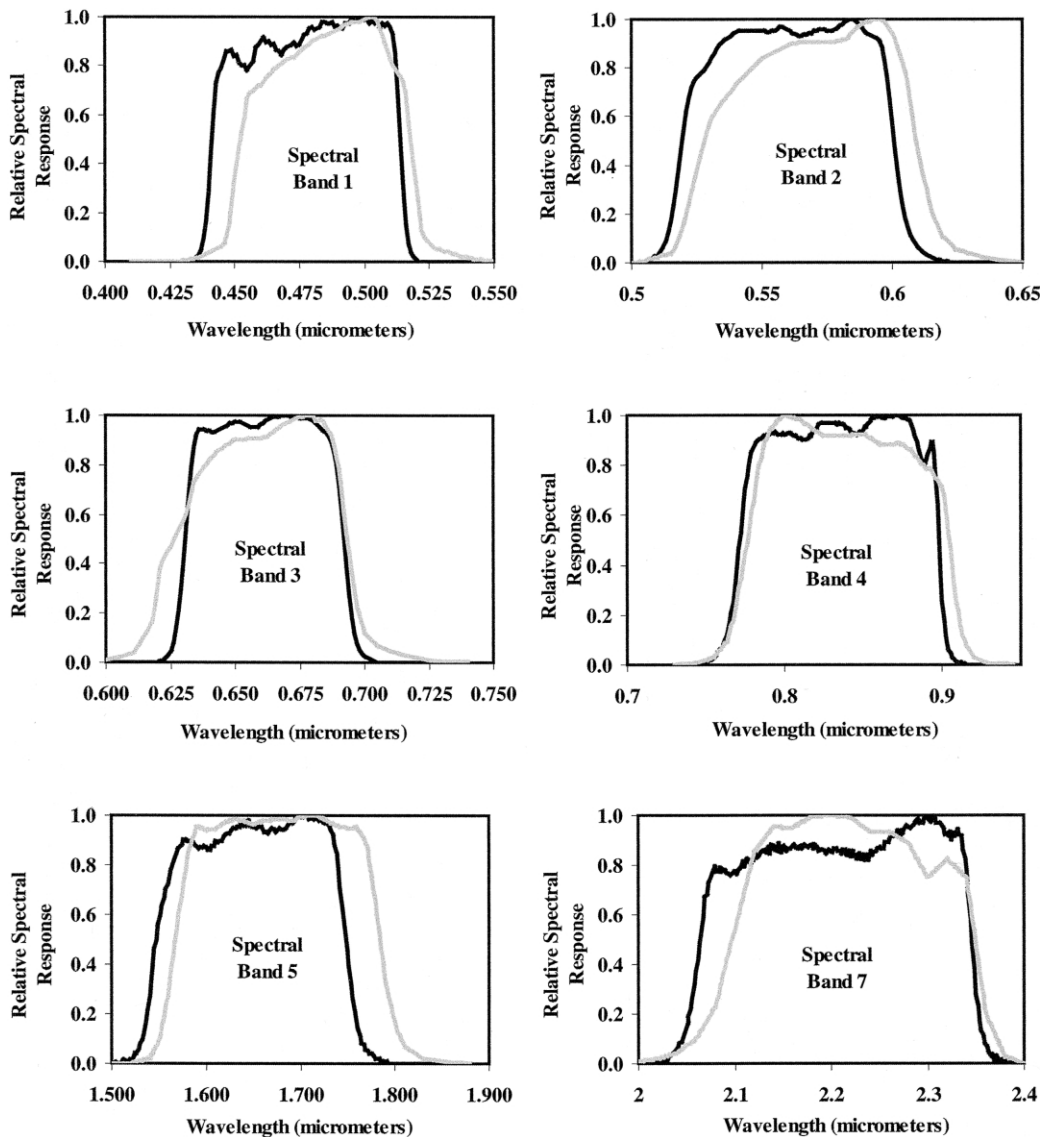 Relative Spectral
Response
1.0
0.8
0.6
0.4
0.2
0.0
Spectral
Band 1
0.400 0.425 0.450 0.475 0.500 0.525 0.550
Wavelength (micrometers)
Relative Spectral
Response
1.0
0.8
0.6
0.4
0.2
0.0
Spectral
Band 2
0.5 0.55 0.6 0.65
Wavelength (micrometers)
Relative Spectral
Response
1.0
0.8
0.6
0.4
0.2
0.0
Spectral
Band 3
0.600 0.625 0.650 0.675 0.700 0.725 0.750
Wavelength (micrometers)
Relative Spectral
Response
1.0
0.8
0.6
0.4
0.2
0.0
Spectral
Band 4
0.7 0.8 0.9
Wavelength (micrometers)
Relative Spectral
Response
1.0
0.8
0.6
0.4
0.2
0.0
Spectral
Band 5
1.500 1.600 1.700 1.800 1.900
Wavelength (micrometers)
Relative Spectral
Response
1.0
0.8
0.6
0.4
0.2
0.0
Spectral
Band 7
2 2.1 2.2 2.3 2.4
Wavelength (micrometers)